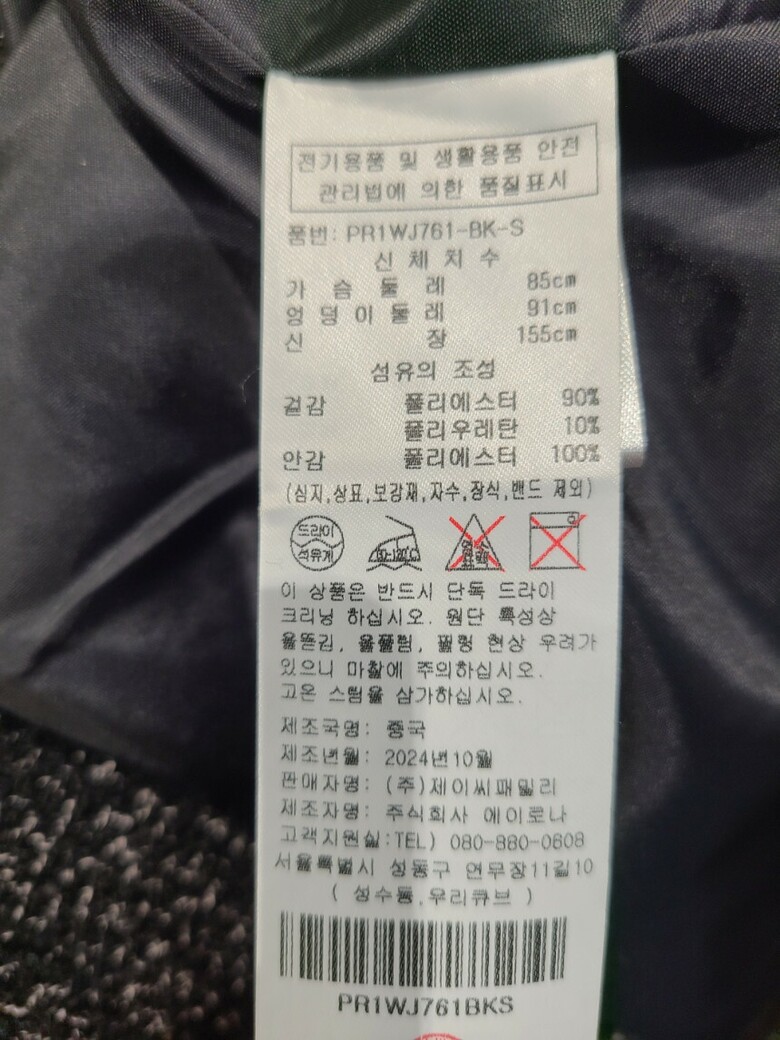 전기용품 및 생활용품 안전
관리법에 의한 품질표시
품번: PR1WJ761-BK-S
신 체 치 수
가 슴 둘 레 85cm
엉 덩 이 둘 레 91cm
신 장 155cm
섬유의 조성
겉감 폴리에스터 90%
폴리우레탄 10%
안감 폴리에스터 100%
(심지,상표,보강재,자수,장식,밴드 제외)
드라이
석유계
80-120℃
이 상품은 반드시 단독 드라이
크리닝 하십시오. 원단 특성상
올뜯김, 올풀림, 필링 현상 우려가
있으니 마찰에 주의하십시오.
고온 스팀을 삼가하십시오.
제조국명: 중국
제조년월: 2024년10월
판매자명: (주)제이씨패밀리
제조자명: 주식회사 에이로나
고객지원실:TEL) 080-880-0608
서울특별시 성동구 연무장11길10
( 성수동,우리큐브 )
PR1WJ761BKS